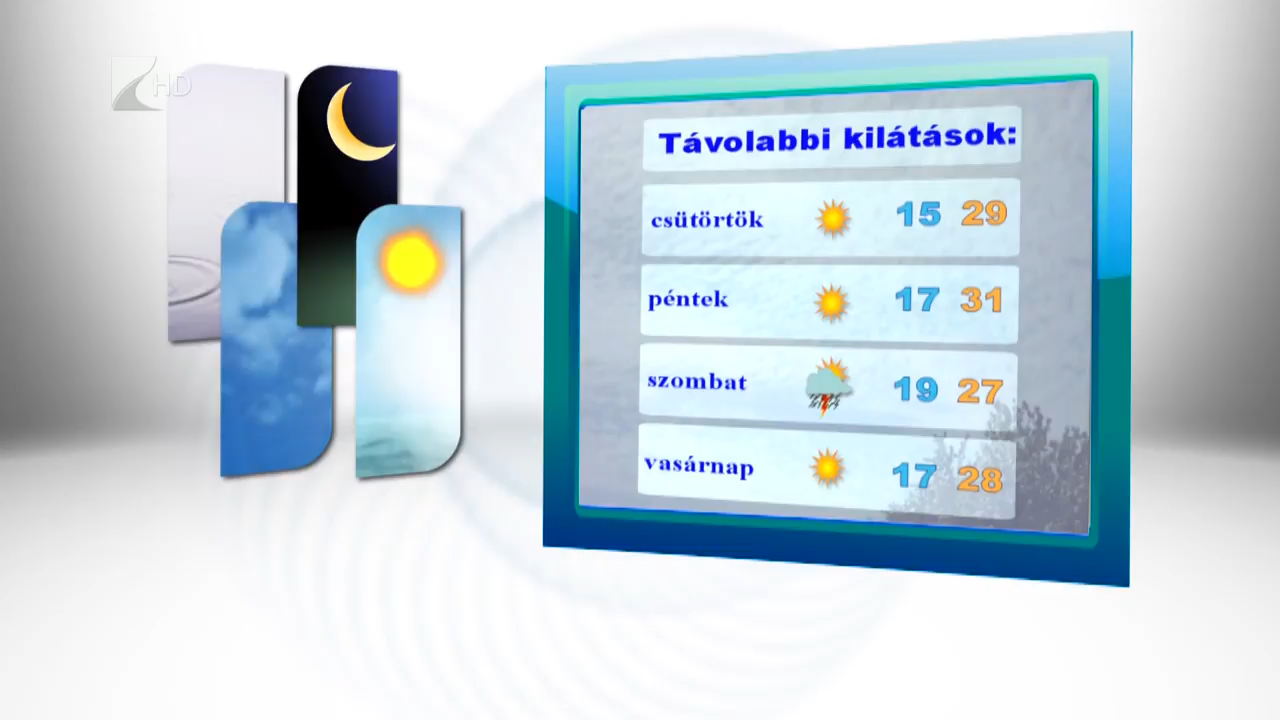 HD
Távolabbi kilátások:
csütörtök 15 29
péntek 17 31
szombat 19 27
vasárnap 17 28